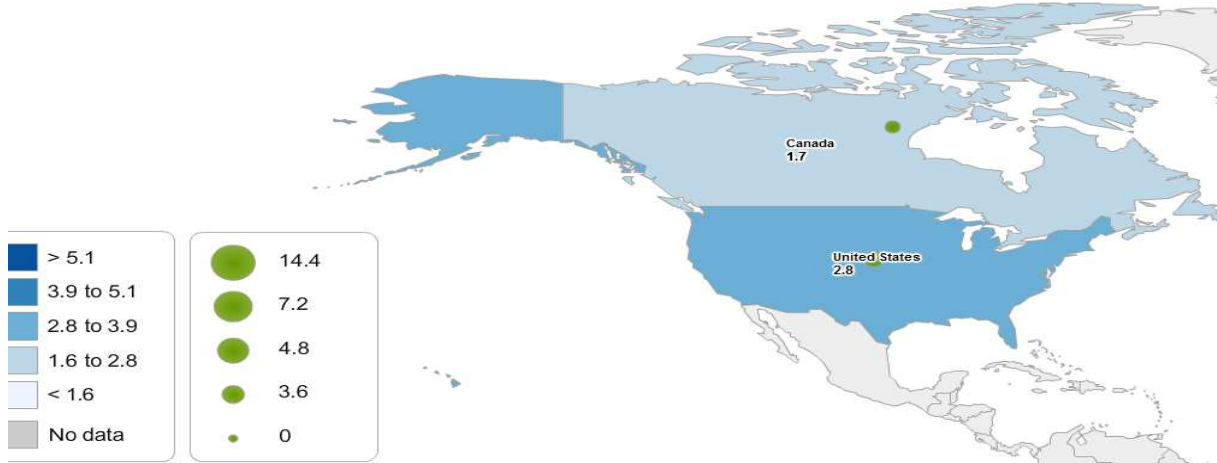 Canada
1.7
United States
2.8
> 5.1
3.9 to 5.1
2.8 to 3.9
1.6 to 2.8
< 1.6
No data
14.4
7.2
4.8
3.6
0